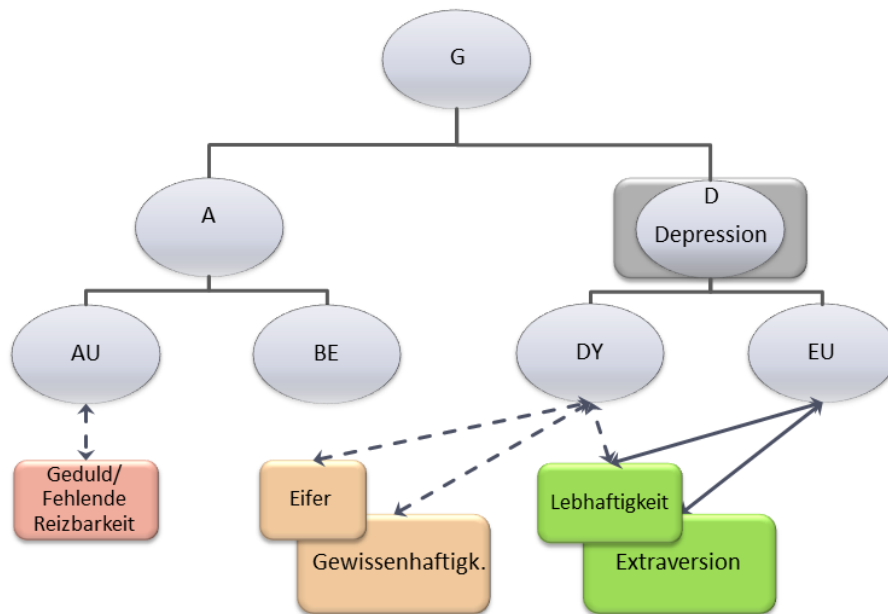 G
A
D
Depression
AU
BE
DY
EU
Geduld/
Fehlende
Reizbarkeit
Eifer
Lebhaftigkeit
Gewissenhaftigk.
Extraversion